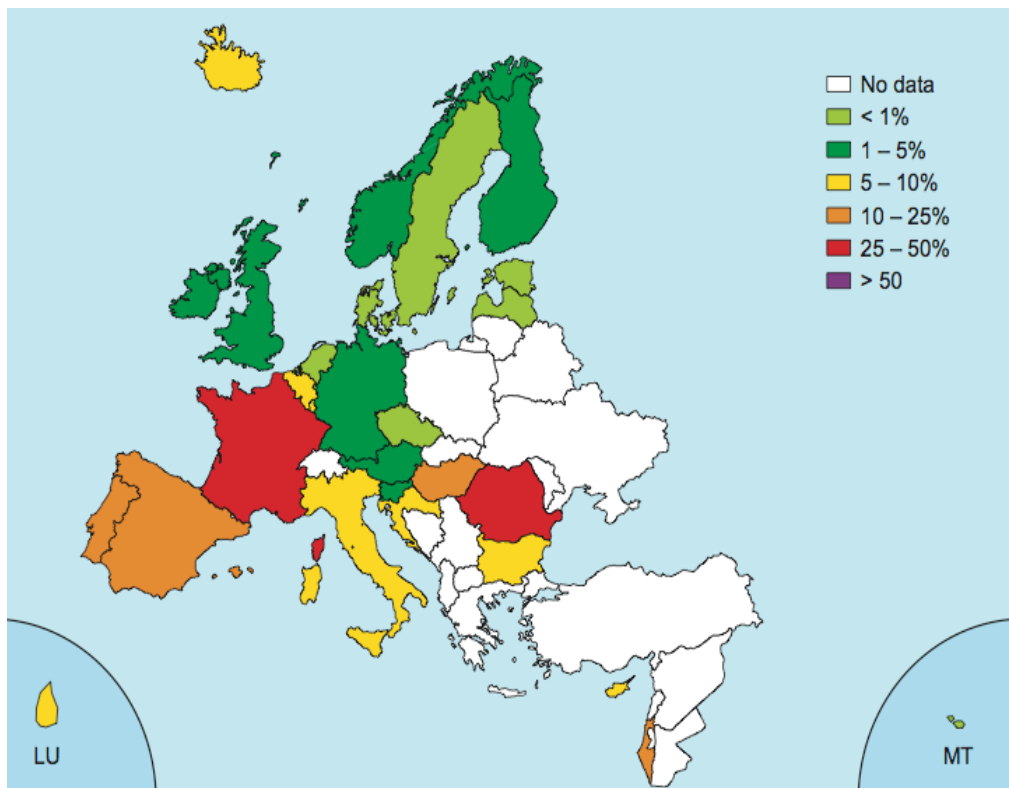 No data
< 1%
1 – 5%
5 – 10%
10 – 25%
25 – 50%
> 50
LU
MT